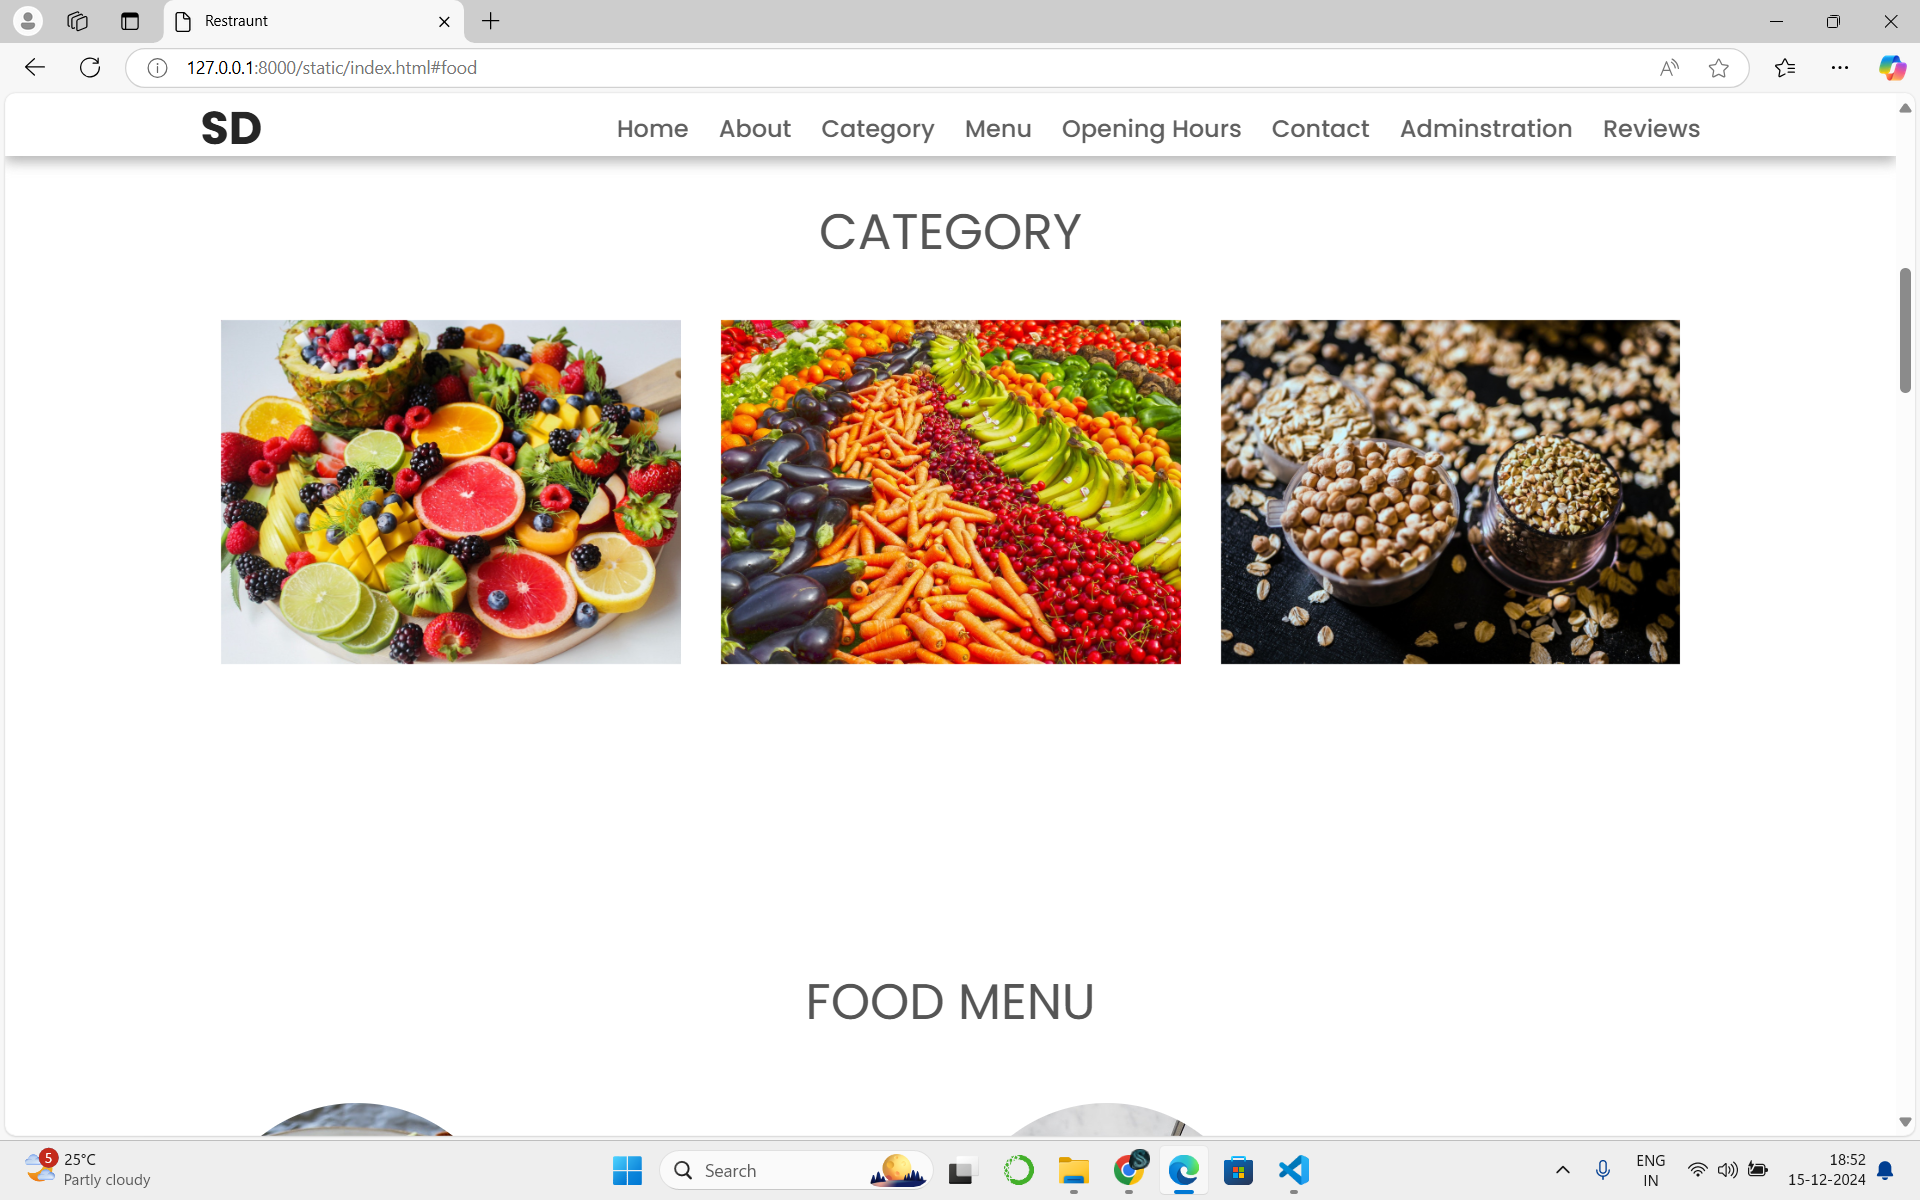 Restraunt
127.0.0.1:8000/static/index.html#food
SD
Home About Category Menu Opening Hours Contact Adminstration Reviews
CATEGORY
FOOD MENU
5
25°C
Partly cloudy
Search
ENG
IN
18:52
15-12-2024